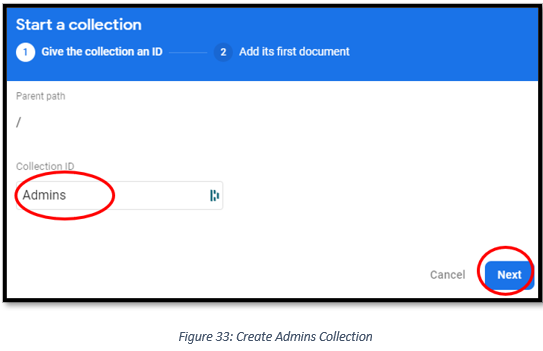 Start a collection
1 Give the collection an ID 2 Add its first document
Parent path
/
Collection ID
Admins
Cancel Next
Figure 33: Create Admins Collection